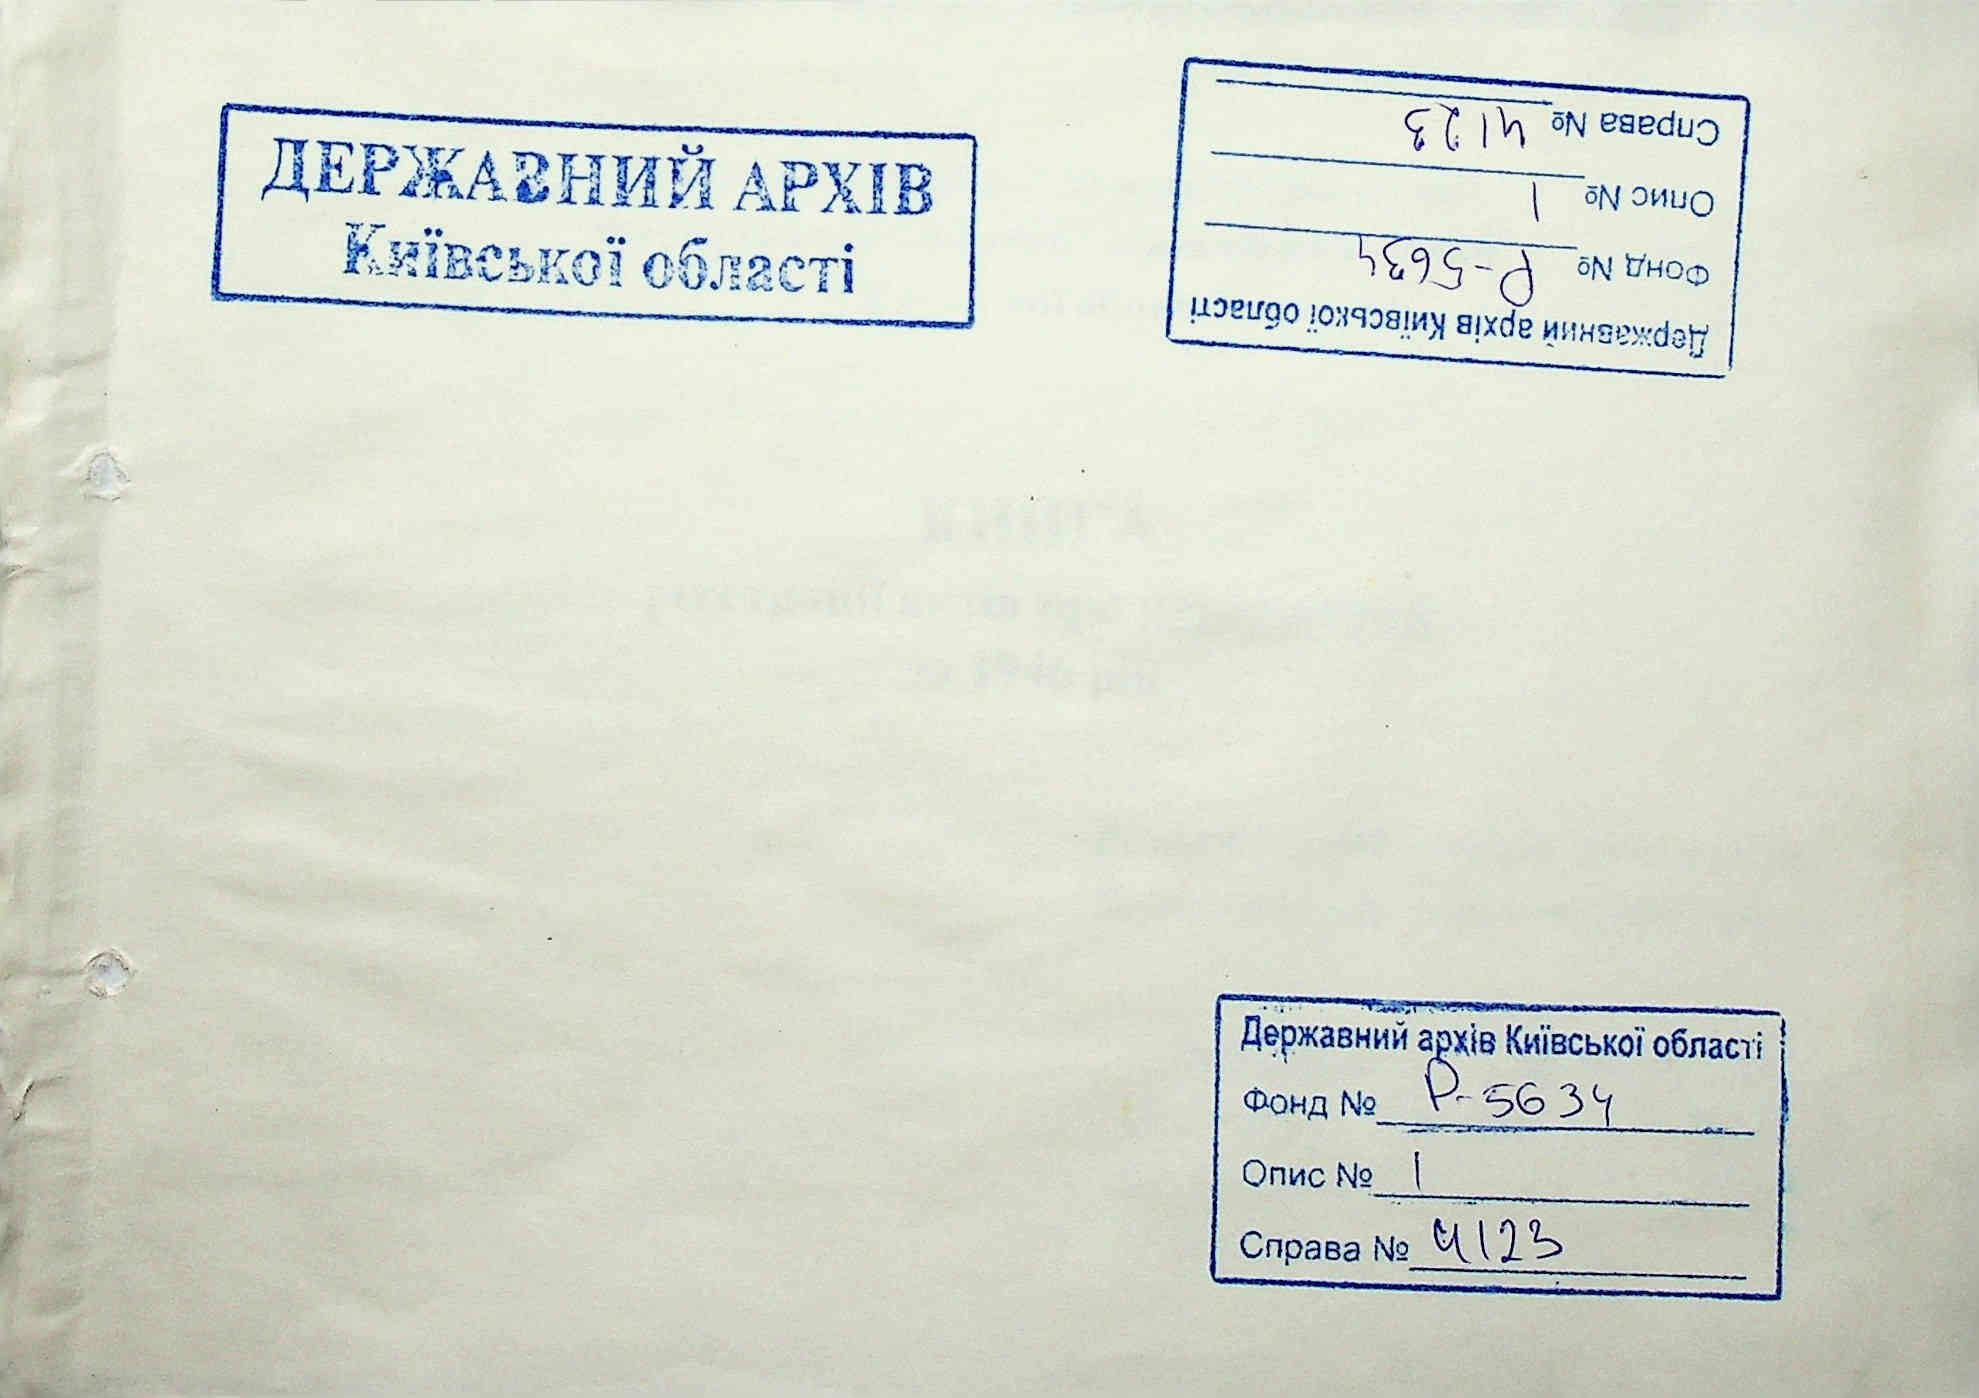 ДЕРЖАВНИЙ АРХІВ
Київської області
Державний архів Київської області
Фонд № Р-5634
Опис № 1
Справа № 4123
Державний архів Київської області
Фонд № Р-5634
Опис № 1
Справа № 4123